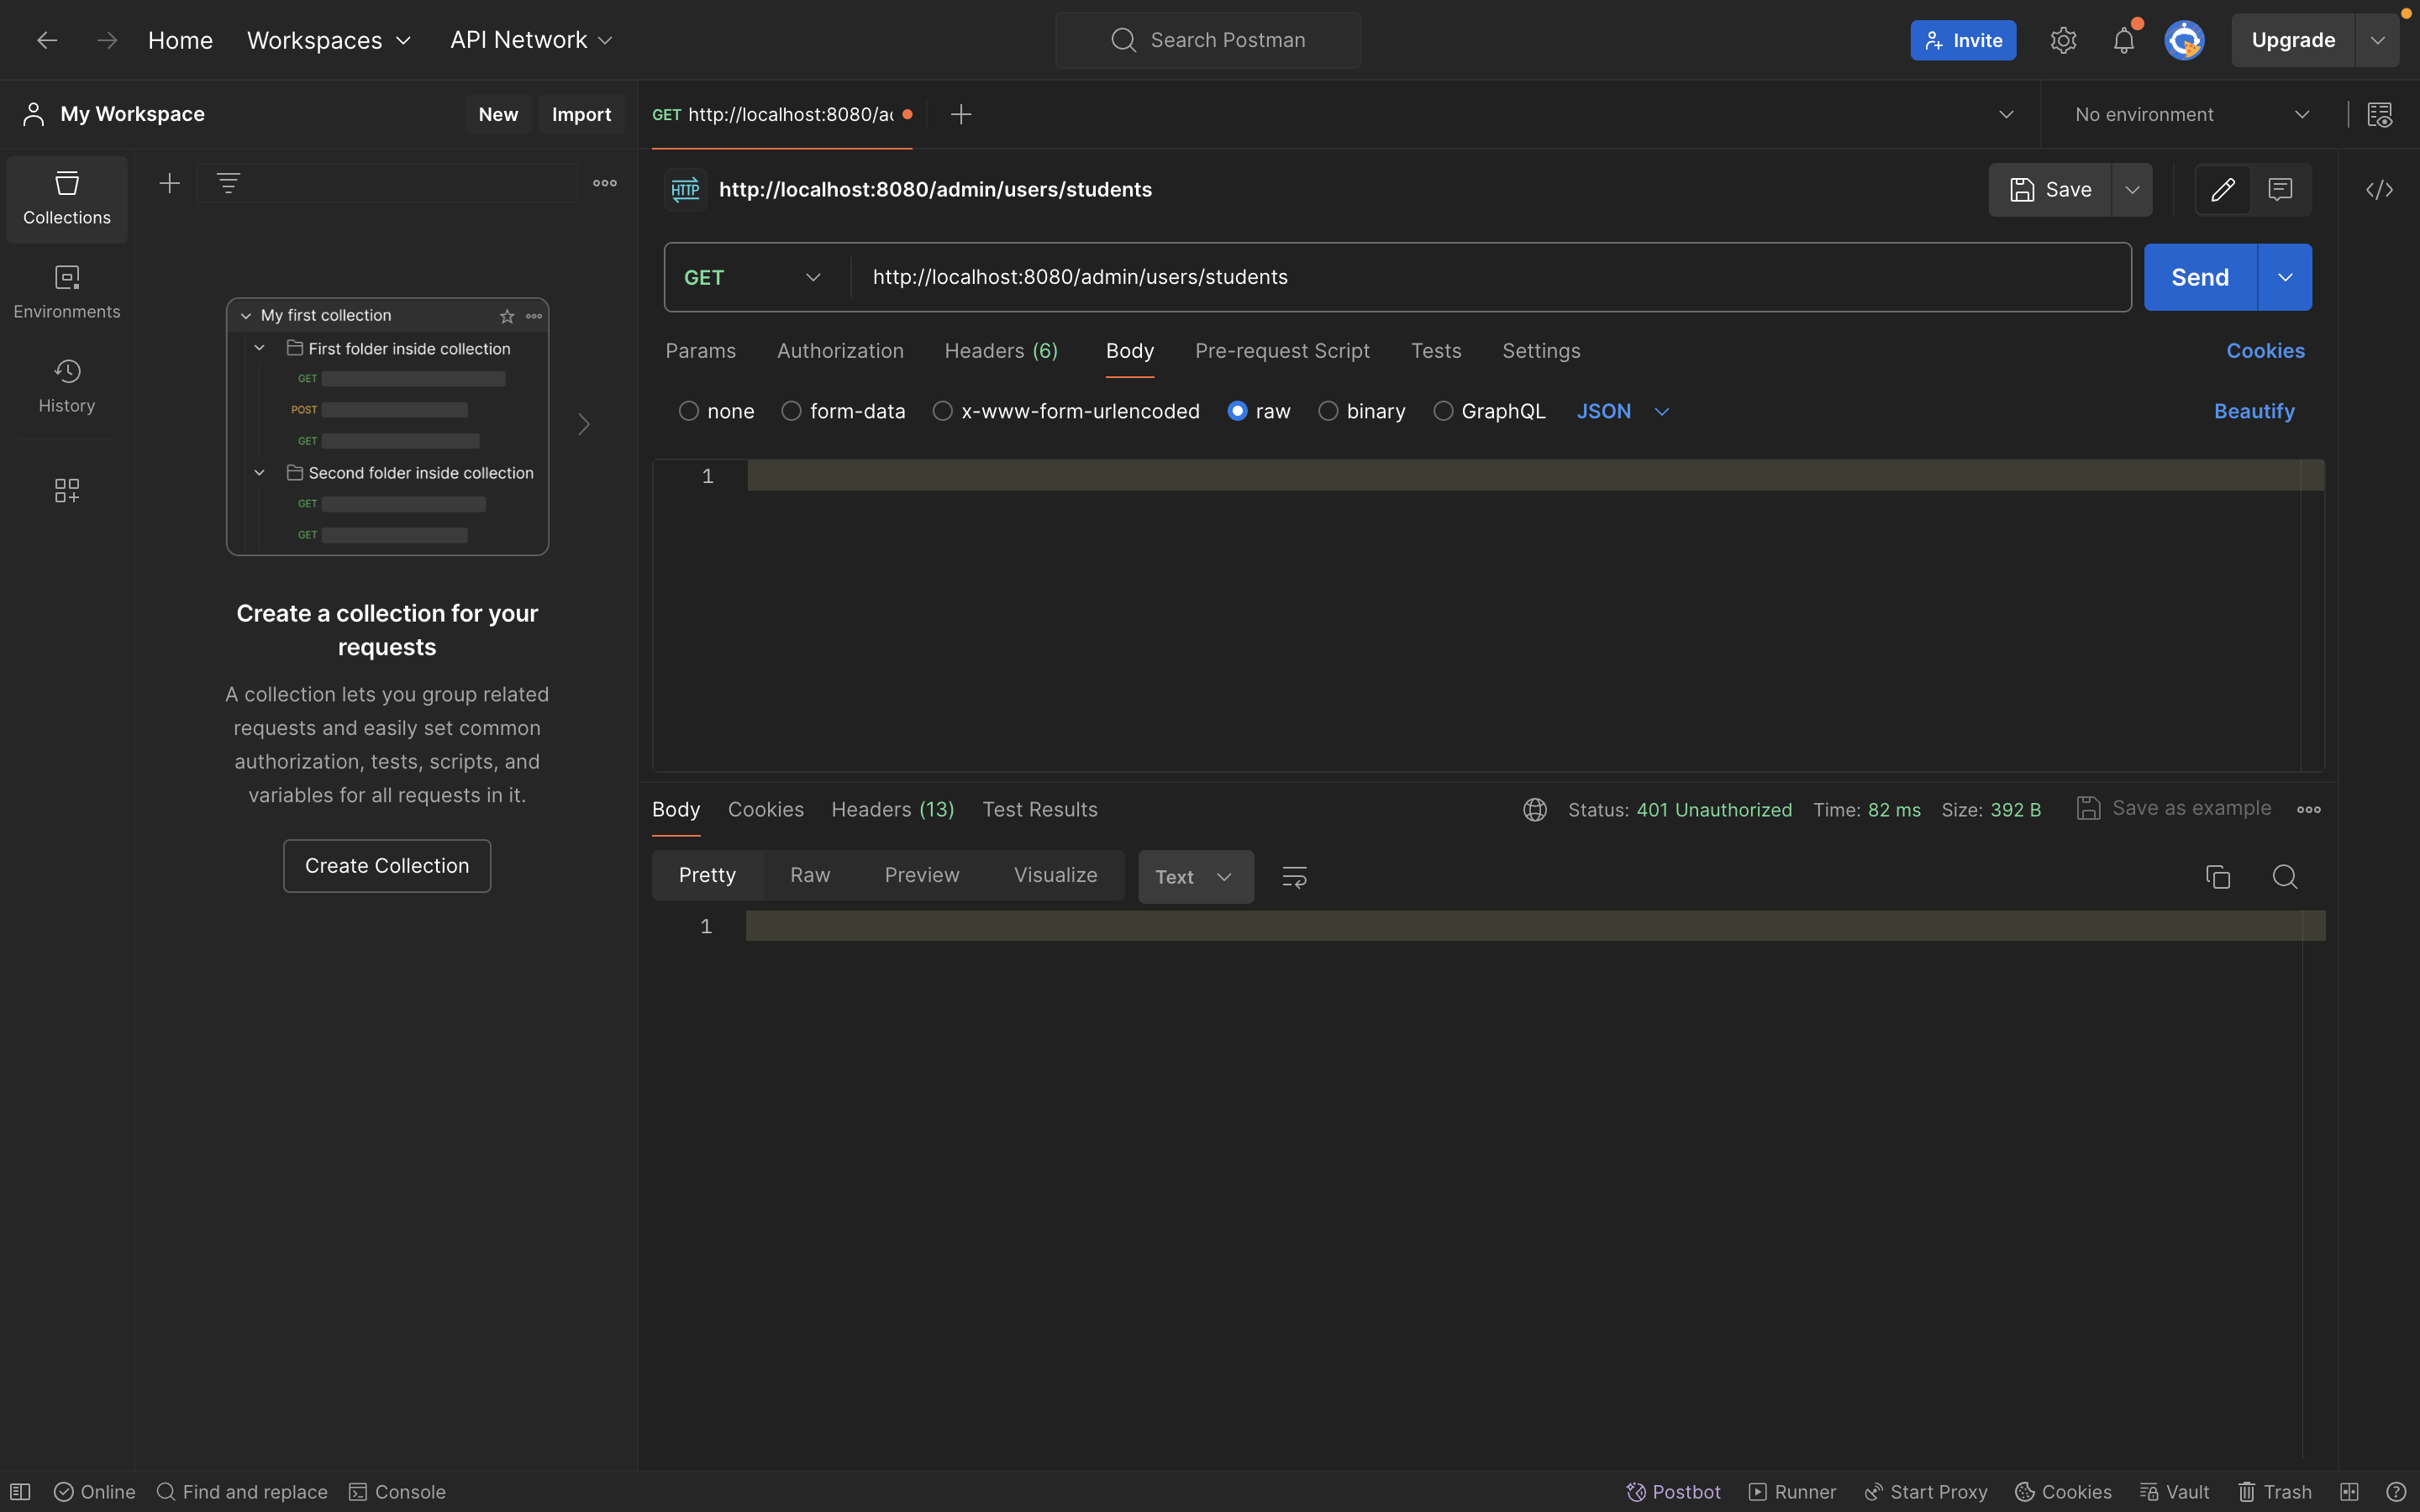 Home Workspaces API Network Search Postman Invite Upgrade
My Workspace New Import GET http://localhost:8080/a No environment
Collections
http://localhost:8080/admin/users/students Save
Environments
GET http://localhost:8080/admin/users/students Send
History
My first collection
First folder inside collection
GET
POST
GET
Second folder inside collection
GET
GET
Create a collection for your
requests
A collection lets you group related
requests and easily set common
authorization, tests, scripts, and
variables for all requests in it.
Create Collection
Params Authorization Headers (6) Body Pre-request Script Tests Settings Cookies
none form-data x-www-form-urlencoded raw binary GraphQL JSON Beautify
1
Body Cookies Headers (13) Test Results Status: 401 Unauthorized Time: 82 ms Size: 392 B Save as example
Pretty Raw Preview Visualize Text
1
Online Find and replace Console Postbot Runner Start Proxy Cookies Vault Trash